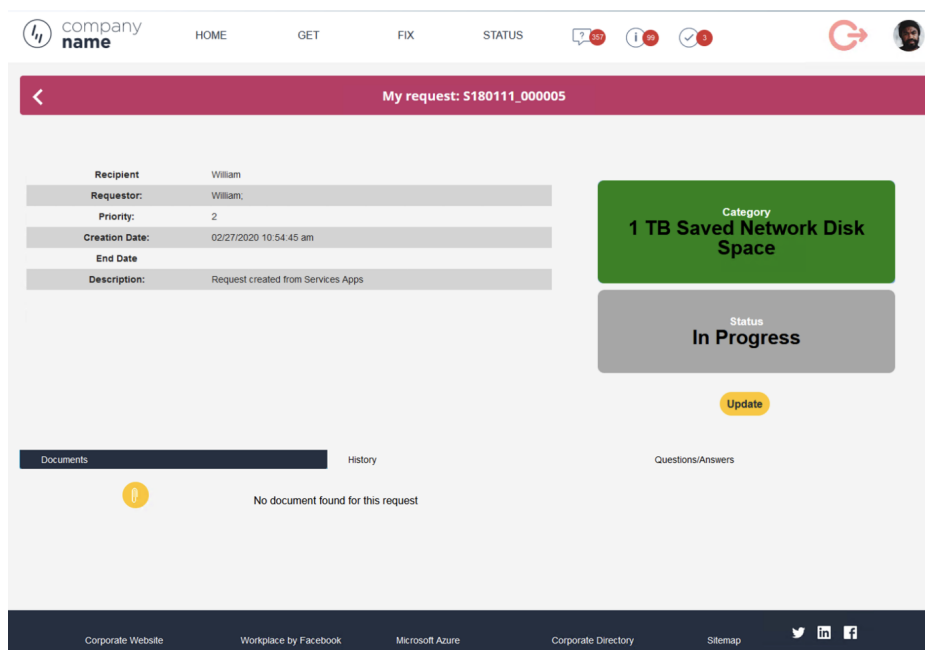 company
name
HOME GET FIX STATUS ? 357 i 99 3
My request: S180111_000005
Recipient William
Requestor: William;
Priority: 2
Creation Date: 02/27/2020 10:54:45 am
End Date
Description: Request created from Services Apps
Category
1 TB Saved Network Disk
Space
Status
In Progress
Update
Documents History Questions/Answers
No document found for this request
Corporate Website Workplace by Facebook Microsoft Azure Corporate Directory Sitemap